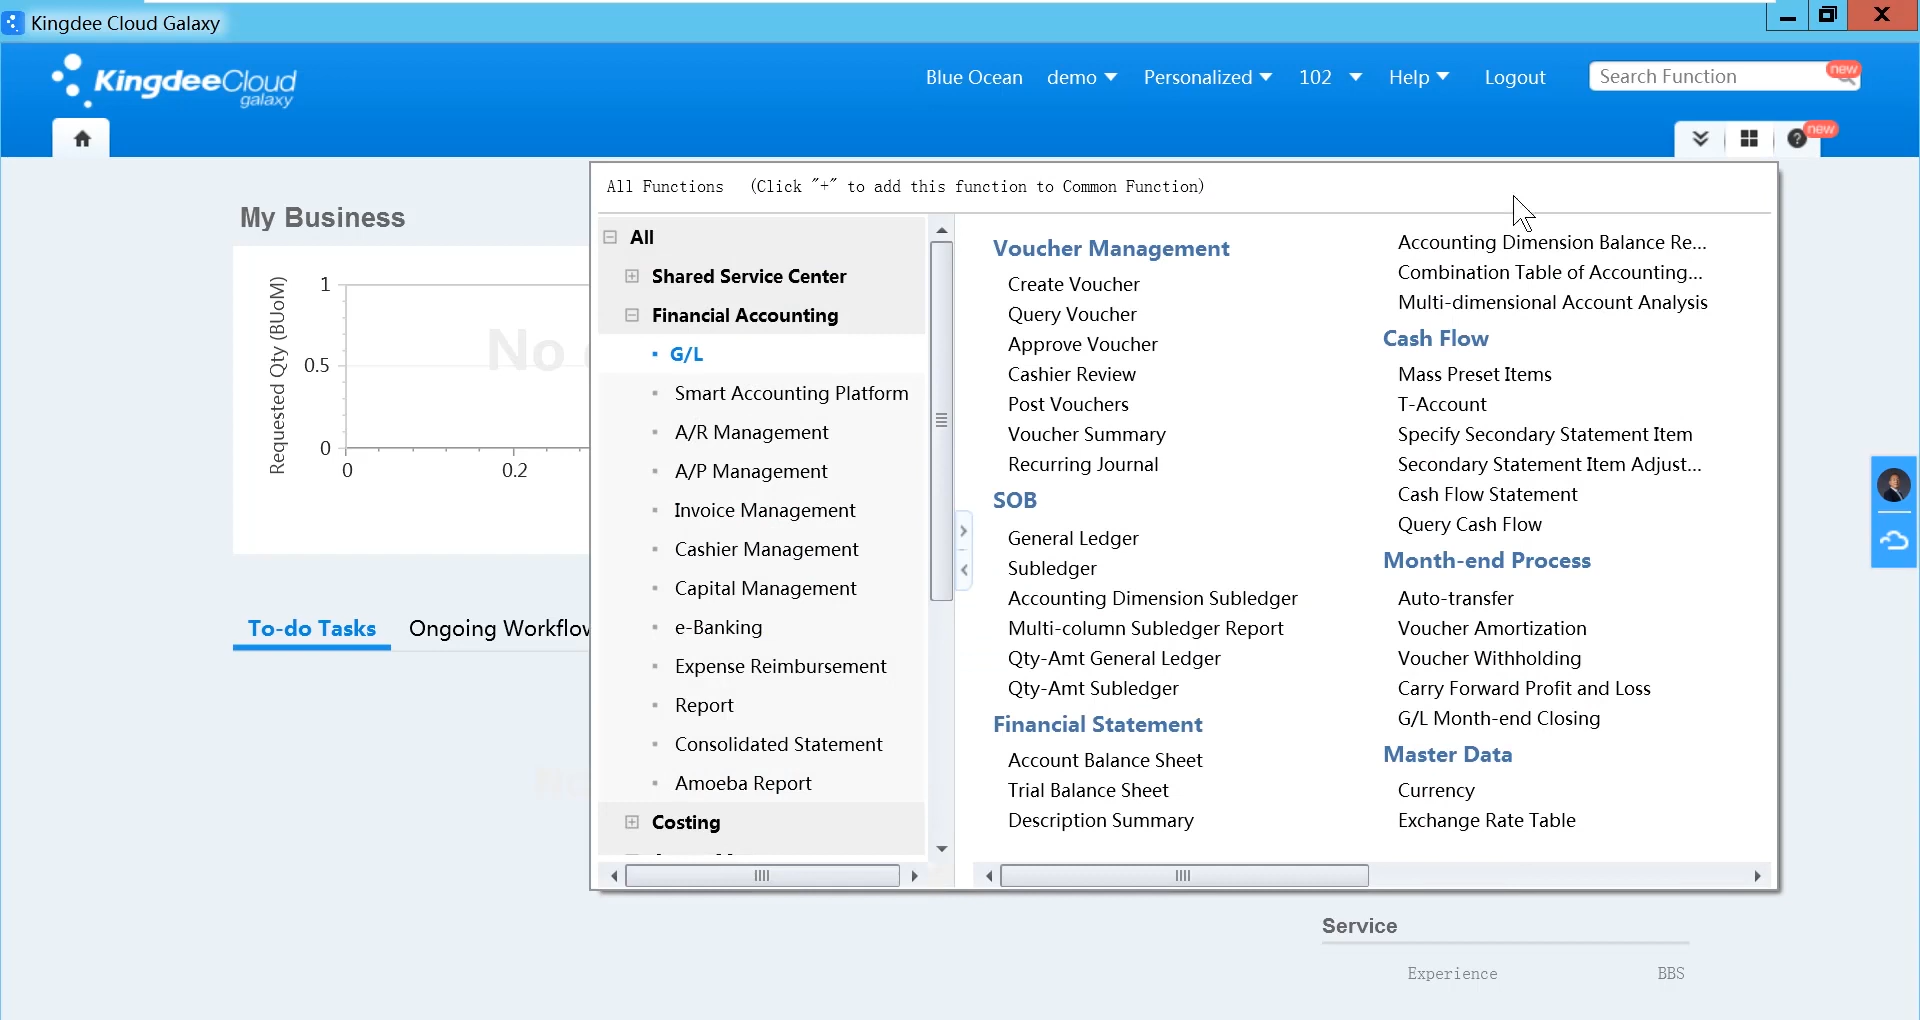 Kingdee Cloud Galaxy
KingdeeCloud
galaxy
Blue Ocean demo Personalized 102 Help Logout
Search Function
new
new
All Functions (Click "+" to add this function to Common Function)
My Business
1
0.5
0
Requested Qty (BUoM)
0 0.2
No
To-do Tasks Ongoing Workflow
All
Shared Service Center
Financial Accounting
G/L
Smart Accounting Platform
A/R Management
A/P Management
Invoice Management
Cashier Management
Capital Management
e-Banking
Expense Reimbursement
Report
Consolidated Statement
Amoeba Report
Costing
Voucher Management
Create Voucher
Query Voucher
Approve Voucher
Cashier Review
Post Vouchers
Voucher Summary
Recurring Journal
SOB
General Ledger
Subledger
Accounting Dimension Subledger
Multi-column Subledger Report
Qty-Amt General Ledger
Qty-Amt Subledger
Financial Statement
Account Balance Sheet
Trial Balance Sheet
Description Summary
Accounting Dimension Balance Re...
Combination Table of Accounting...
Multi-dimensional Account Analysis
Cash Flow
Mass Preset Items
T-Account
Specify Secondary Statement Item
Secondary Statement Item Adjust...
Cash Flow Statement
Query Cash Flow
Month-end Process
Auto-transfer
Voucher Amortization
Voucher Withholding
Carry Forward Profit and Loss
G/L Month-end Closing
Master Data
Currency
Exchange Rate Table
Service
Experience BBS